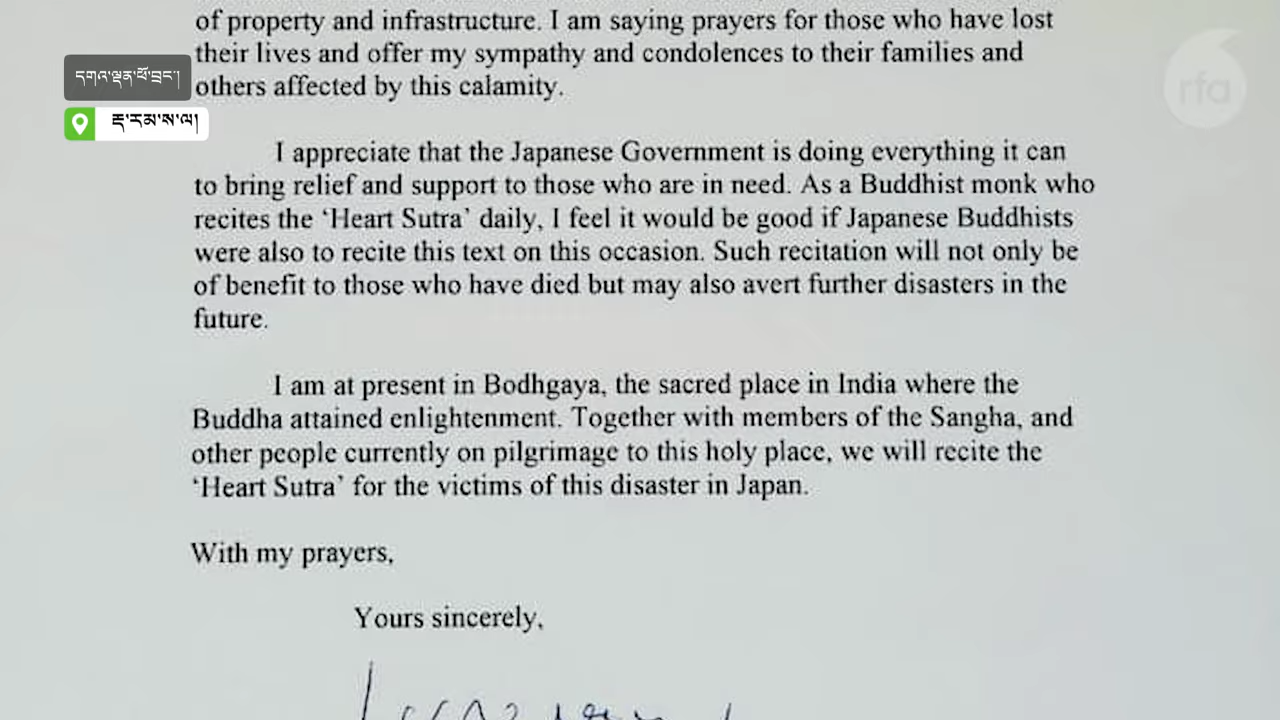 of property and infrastructure. I am saying prayers for those who have lost
their lives and offer my sympathy and condolences to their families and
others affected by this calamity.
དགའ་ལྡན་ཕོ་བྲང་།
རྡ་རམ་ས་ལ།
rfa
I appreciate that the Japanese Government is doing everything it can
to bring relief and support to those who are in need. As a Buddhist monk who
recites the ‘Heart Sutra’ daily, I feel it would be good if Japanese Buddhists
were also to recite this text on this occasion. Such recitation will not only be
of benefit to those who have died but may also avert further disasters in the
future.
I am at present in Bodhgaya, the sacred place in India where the
Buddha attained enlightenment. Together with members of the Sangha, and
other people currently on pilgrimage to this holy place, we will recite the
‘Heart Sutra’ for the victims of this disaster in Japan.
With my prayers,
Yours sincerely,